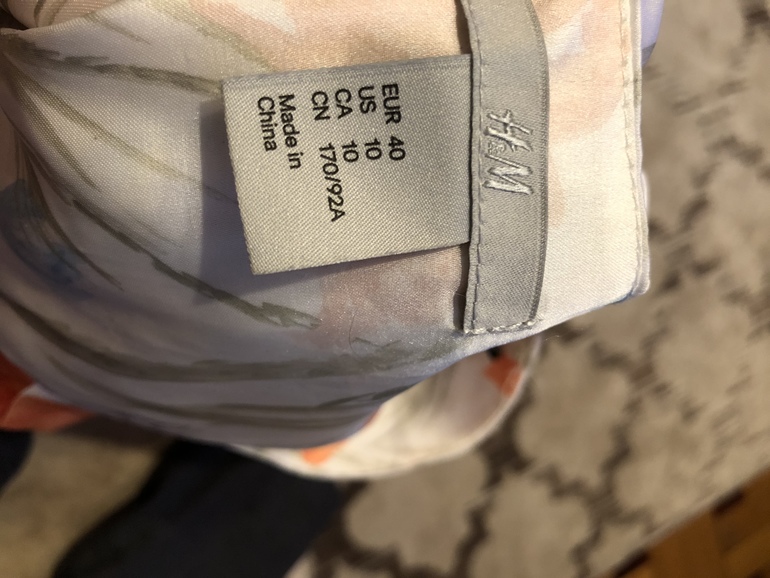 H&M
EUR 40
US 10
CA 10
CN 170/92A
Made in
China